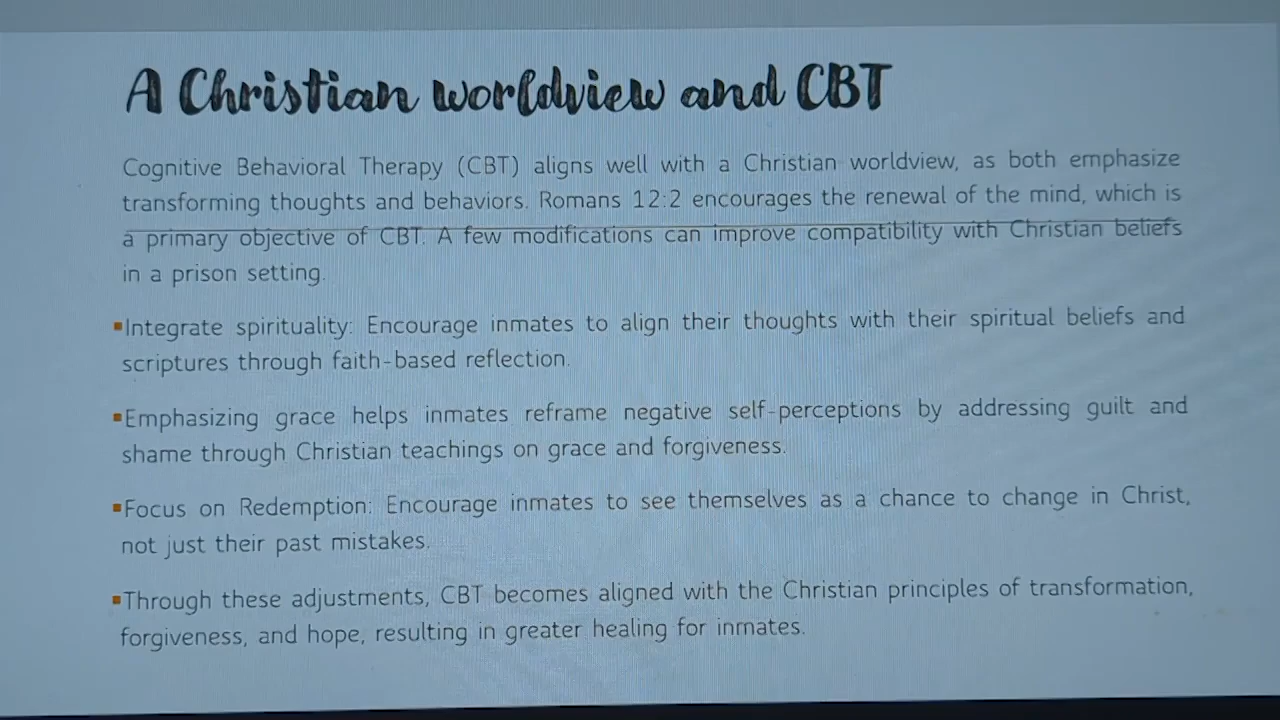 A Christian worldview and CBT
Cognitive Behavioral Therapy (CBT) aligns well with a Christian worldview, as both emphasize
transforming thoughts and behaviors. Romans 12:2 encourages the renewal of the mind, which is
a primary objective of CBT. A few modifications can improve compatibility with Christian beliefs
in a prison setting.
▪Integrate spirituality: Encourage inmates to align their thoughts with their spiritual beliefs and
scriptures through faith-based reflection.
▪Emphasizing grace helps inmates reframe negative self-perceptions by addressing guilt and
shame through Christian teachings on grace and forgiveness.
▪Focus on Redemption: Encourage inmates to see themselves as a chance to change in Christ,
not just their past mistakes.
▪Through these adjustments, CBT becomes aligned with the Christian principles of transformation,
forgiveness, and hope, resulting in greater healing for inmates.